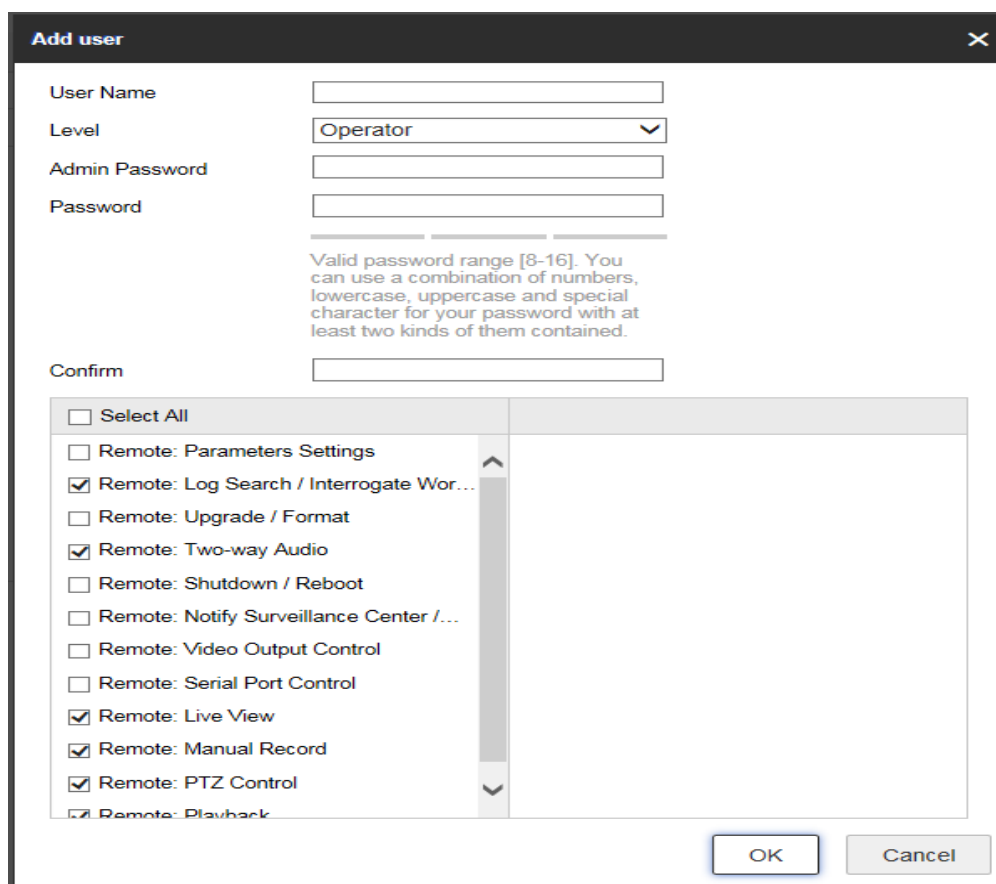 Add user
User Name
Level
Operator
Admin Password
Password
Valid password range [8-16]. You
can use a combination of numbers,
lowercase, uppercase and special
character for your password with at
least two kinds of them contained.
Confirm
Select All
Remote: Parameters Settings
Remote: Log Search / Interrogate Wor...
Remote: Upgrade / Format
Remote: Two-way Audio
Remote: Shutdown / Reboot
Remote: Notify Surveillance Center /...
Remote: Video Output Control
Remote: Serial Port Control
Remote: Live View
Remote: Manual Record
Remote: PTZ Control
Remote: Playback
OK
Cancel